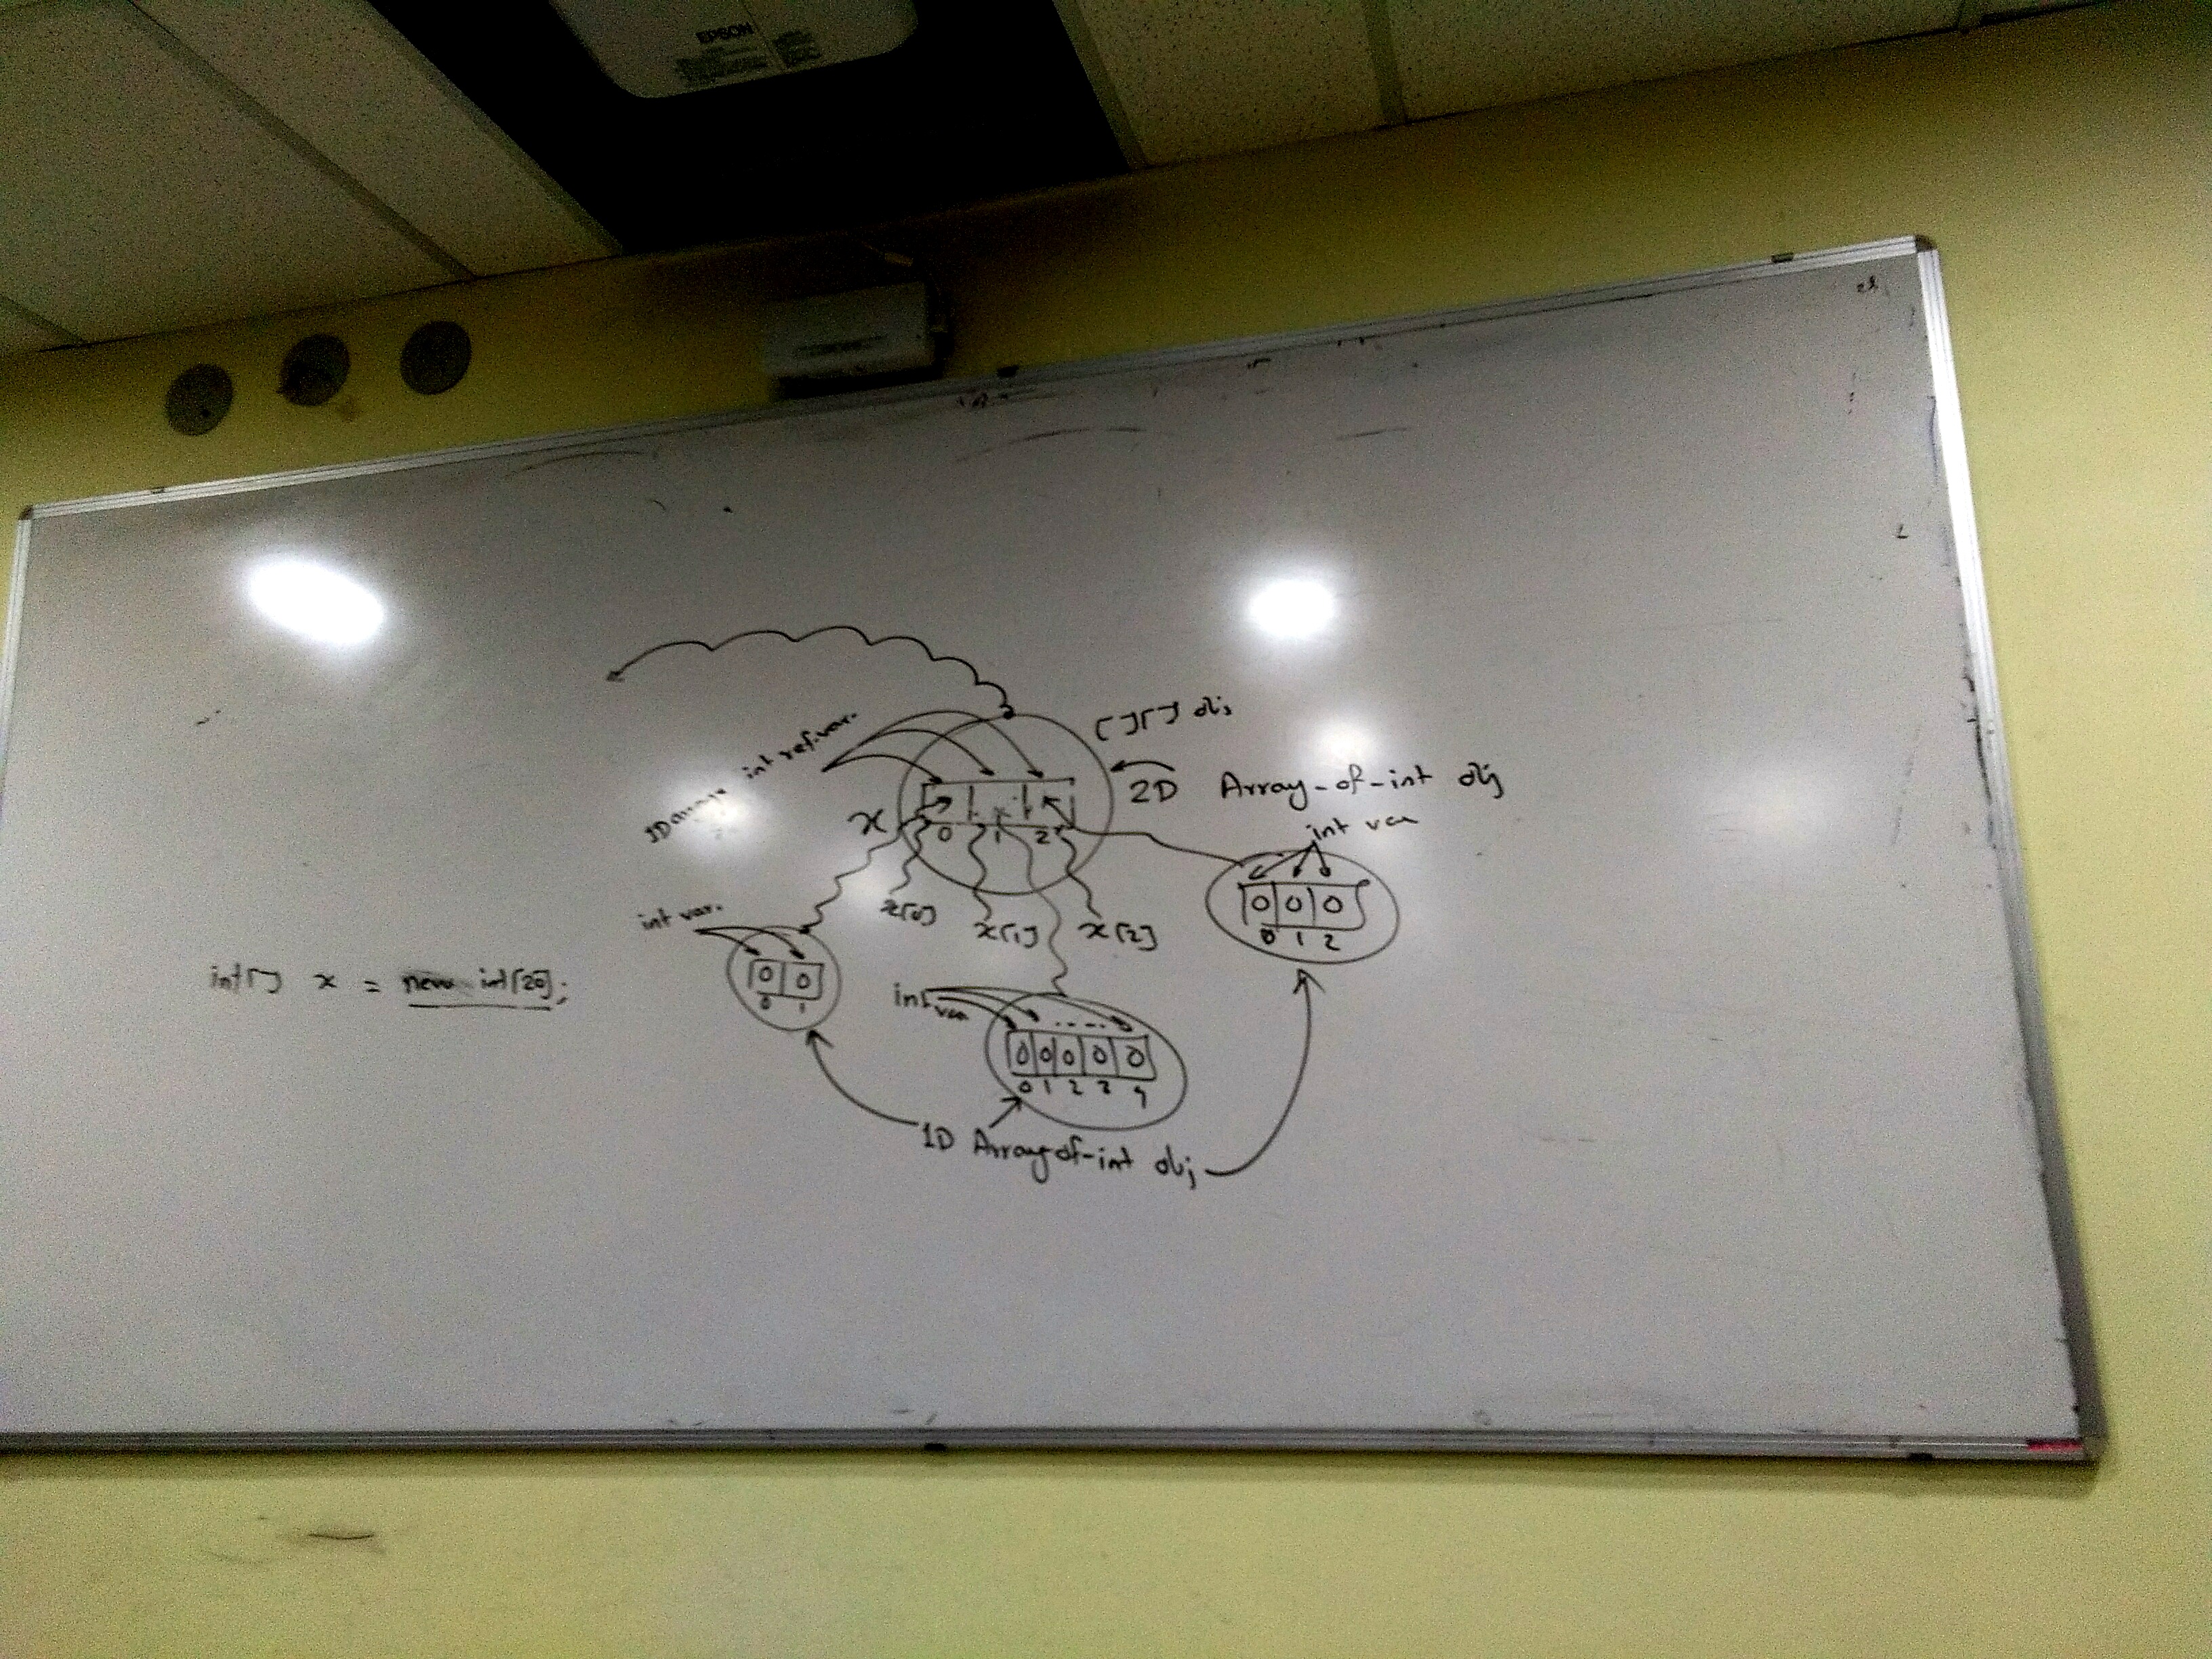 EPSON
[][] obj
1D array int ref.var.
2D Array-of-int obj
x
0 1 2
int var
x[0]
x[1]
x[2]
0 0 0
0 1 2
int var.
0 0
0 1
int[] x = new int[20];
int var
....
0 0 0 0 0
0 1 2 3 4
1D Array-of-int obj